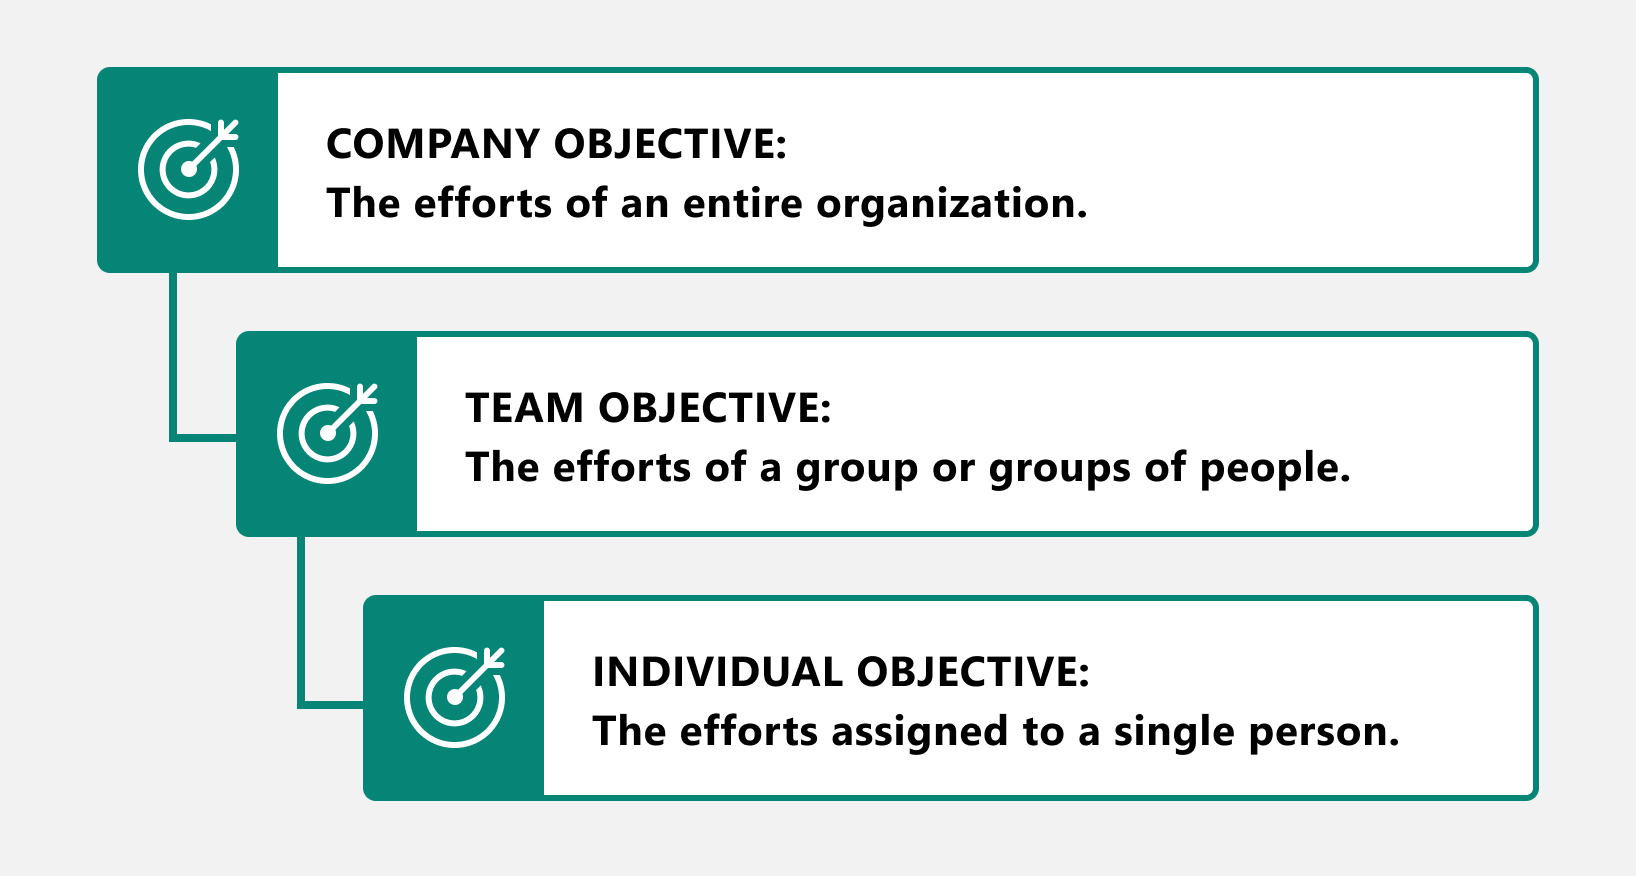 COMPANY OBJECTIVE:
The efforts of an entire organization.
TEAM OBJECTIVE:
The efforts of a group or groups of people.
INDIVIDUAL OBJECTIVE:
The efforts assigned to a single person.